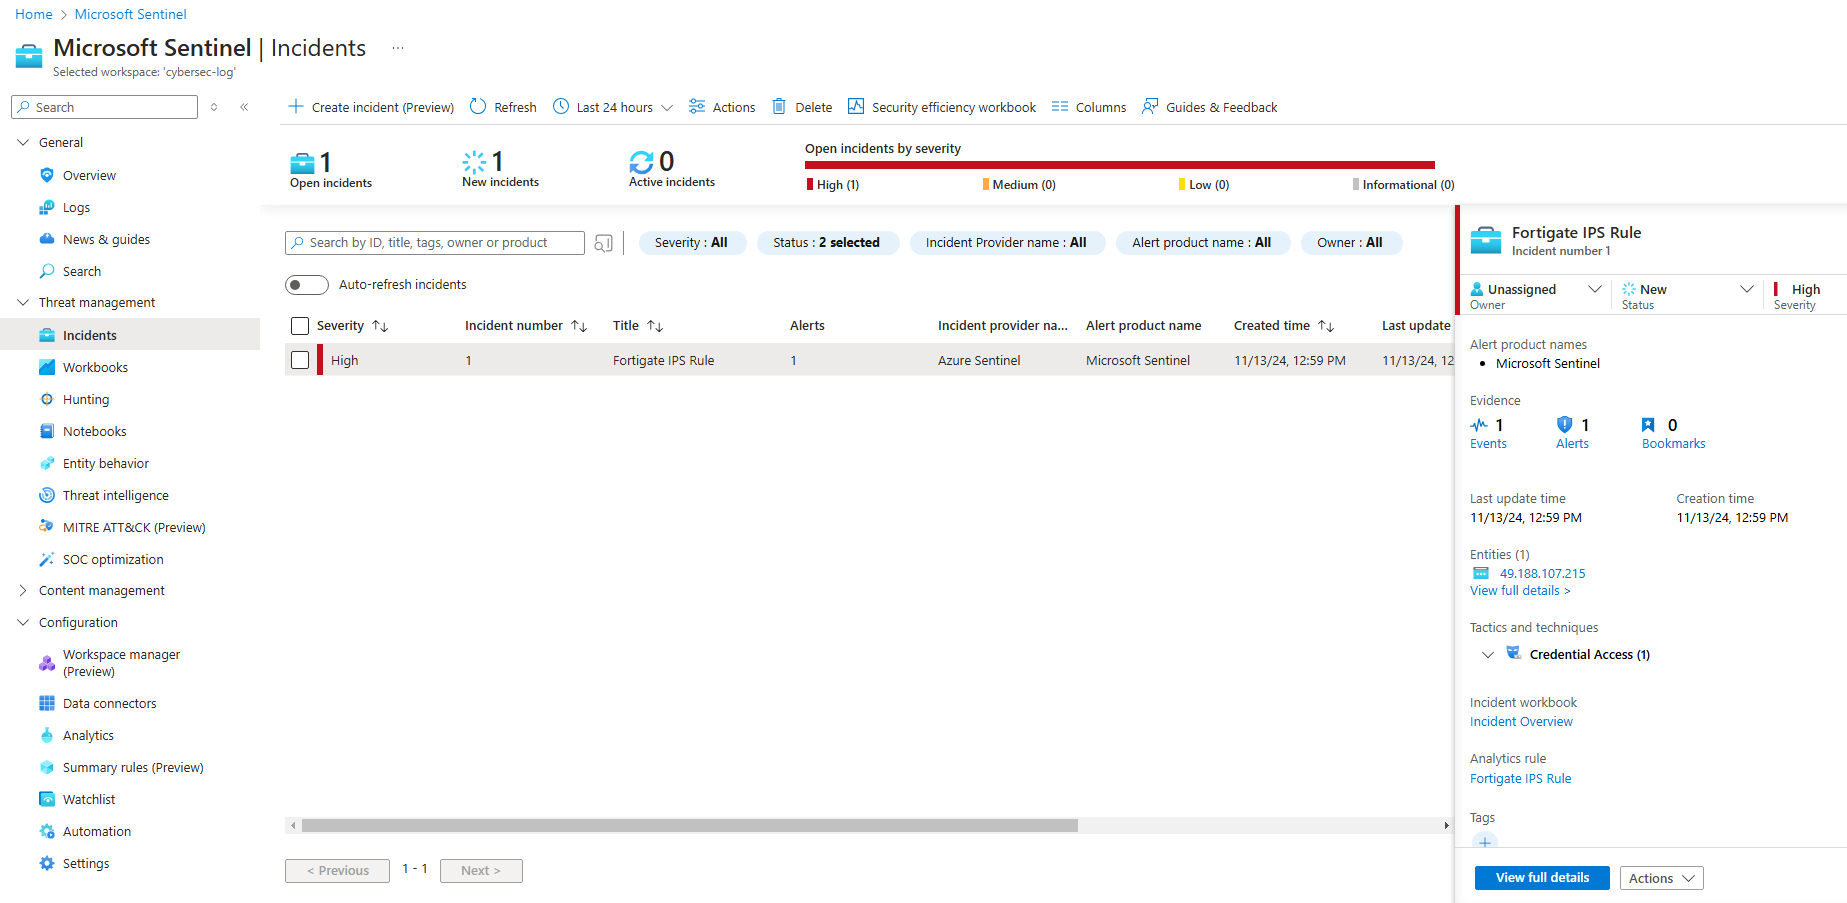 Home > Microsoft Sentinel
Microsoft Sentinel | Incidents ...
Selected workspace: 'cybersec-log'
Search
General
Overview
Logs
News & guides
Search
Threat management
Incidents
Workbooks
Hunting
Notebooks
Entity behavior
Threat intelligence
MITRE ATT&CK (Preview)
SOC optimization
Content management
Configuration
Workspace manager
(Preview)
Data connectors
Analytics
Summary rules (Preview)
Watchlist
Automation
Settings
Create incident (Preview) Refresh Last 24 hours Actions Delete Security efficiency workbook Columns Guides & Feedback
1
Open incidents
1
New incidents
0
Active incidents
Open incidents by severity
High (1) Medium (0) Low (0) Informational (0)
Search by ID, title, tags, owner or product
Severity : All Status : 2 selected Incident Provider name : All Alert product name : All Owner : All
Auto-refresh incidents
Severity Incident number Title Alerts Incident provider na... Alert product name Created time Last update
High 1 Fortigate IPS Rule 1 Azure Sentinel Microsoft Sentinel 11/13/24, 12:59 PM 11/13/24, 12
< Previous 1 - 1 Next >
Fortigate IPS Rule
Incident number 1
Unassigned New High
Owner Status Severity
Alert product names
• Microsoft Sentinel
Evidence
1 1 0
Events Alerts Bookmarks
Last update time Creation time
11/13/24, 12:59 PM 11/13/24, 12:59 PM
Entities (1)
49.188.107.215
View full details >
Tactics and techniques
Credential Access (1)
Incident workbook
Incident Overview
Analytics rule
Fortigate IPS Rule
Tags
+
View full details Actions